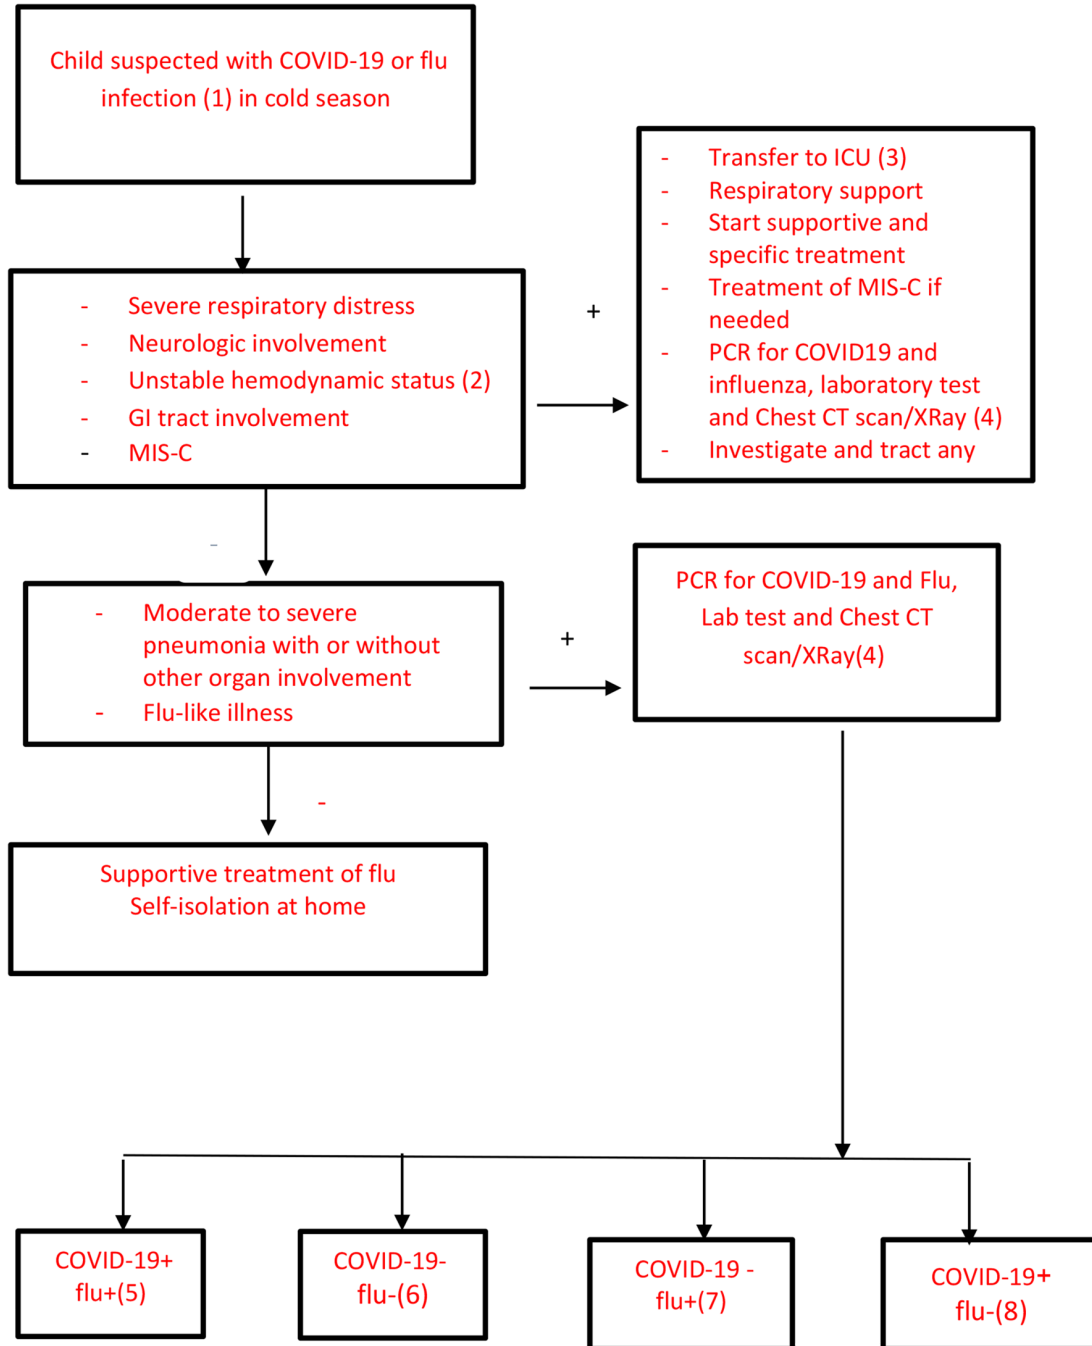 Child suspected with COVID-19 or flu
infection (1) in cold season
- Severe respiratory distress
- Neurologic involvement
- Unstable hemodynamic status (2)
- GI tract involvement
- MIS-C
+
- Transfer to ICU (3)
- Respiratory support
- Start supportive and
specific treatment
- Treatment of MIS-C if
needed
- PCR for COVID19 and
influenza, laboratory test
and Chest CT scan/XRay (4)
- Investigate and tract any
-
- Moderate to severe
pneumonia with or without
other organ involvement
- Flu-like illness
+
PCR for COVID-19 and Flu,
Lab test and Chest CT
scan/XRay(4)
-
Supportive treatment of flu
Self-isolation at home
COVID-19+
flu+(5)
COVID-19-
flu-(6)
COVID-19 -
flu+(7)
COVID-19+
flu-(8)